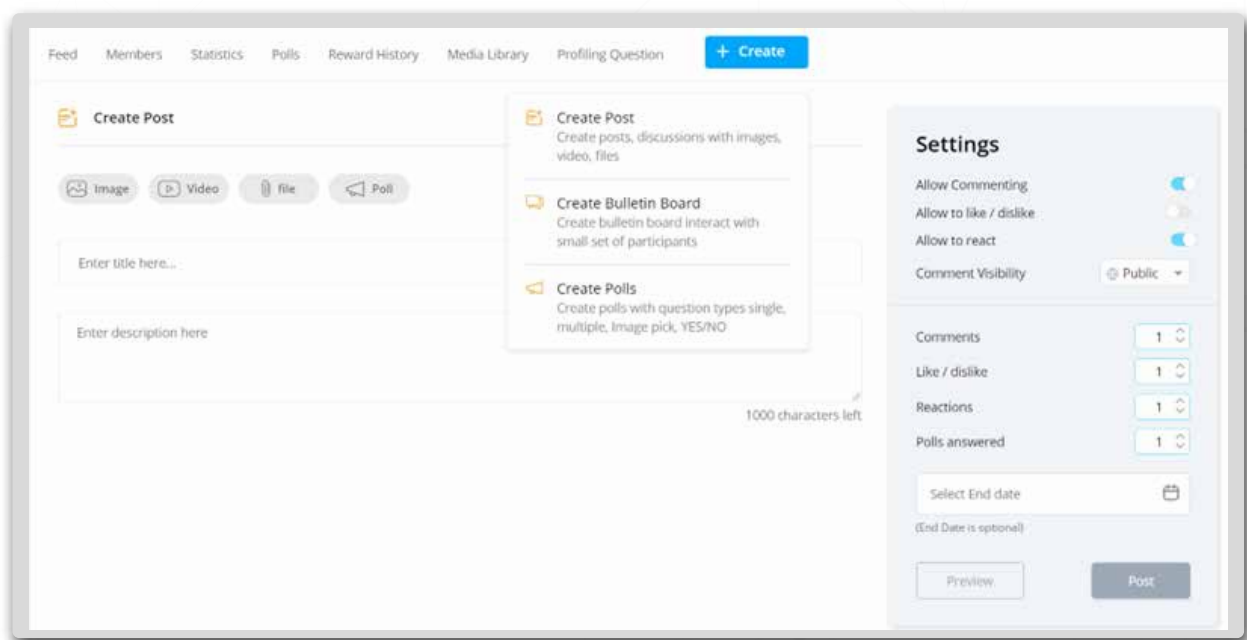 Feed Members Statistics Polls Reward History Media Library Profiling Question + Create
Create Post
Image Video file Poll
Enter title here...
Enter description here
1000 characters left
Create Post
Create posts, discussions with images,
video, files
Create Bulletin Board
Create bulletin board interact with
small set of participants
Create Polls
Create polls with question types single,
multiple, Image pick, YES/NO
Settings
Allow Commenting
Allow to like / dislike
Allow to react
Comment Visibility Public
Comments 1
Like / dislike 1
Reactions 1
Polls answered 1
Select End date
(End Date is optional)
Preview Post